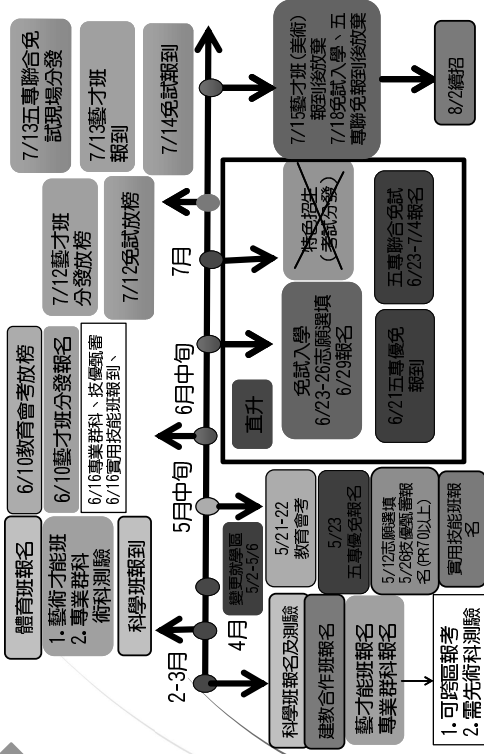 體育班報名
1. 藝術才能班
2. 專業群科
術科測驗
科學班報到
6/10教育會考放榜
6/10藝才班分發報名
6/16專業群科、技優甄審
6/16實用技能班報到、
7/12藝才班
分發放榜
7/12免試放榜
7/13五專聯合免
試現場分發
7/13藝才班
報到
7/14免試報到
2-3月
4月
5月中旬
6月中旬
7月
科學班報名及測驗
建教合作班報名
藝才能班報名
專業群科報名
1. 可跨區報考
2. 需先術科測驗
變更就學區
5/2-5/6
5/21-22
教育會考
5/23
五專優免報名
5/12志願選填
5/26技優甄審報
名(PR70以上)
實用技能班報
名
直升
免試入學
6/23-26志願選填
6/29報名
6/21五專優免
報到
特色招生
(考試分發)
五專聯合免試
6/23-7/4報名
7/15藝才班(美術)
報到後放棄
7/18免試入學、五
專聯免報到後放棄
8/2續招